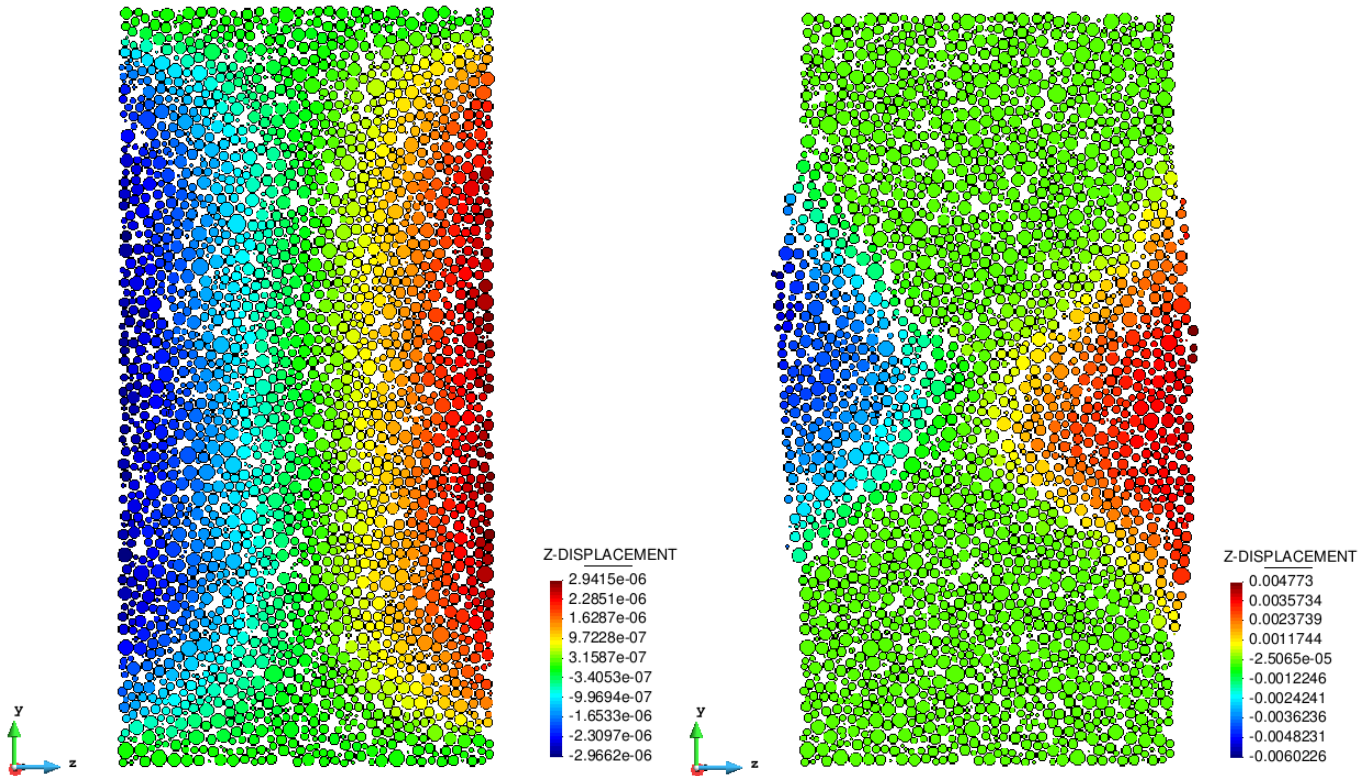 Z-DISPLACEMENT
2.9415e-06
2.2851e-06
1.6287e-06
9.7228e-07
3.1587e-07
-3.4053e-07
-9.9694e-07
-1.6533e-06
-2.3097e-06
-2.9662e-06
y
z
Z-DISPLACEMENT
0.004773
0.0035734
0.0023739
0.0011744
-2.5065e-05
-0.0012246
-0.0024241
-0.0036236
-0.0048231
-0.0060226
y
z